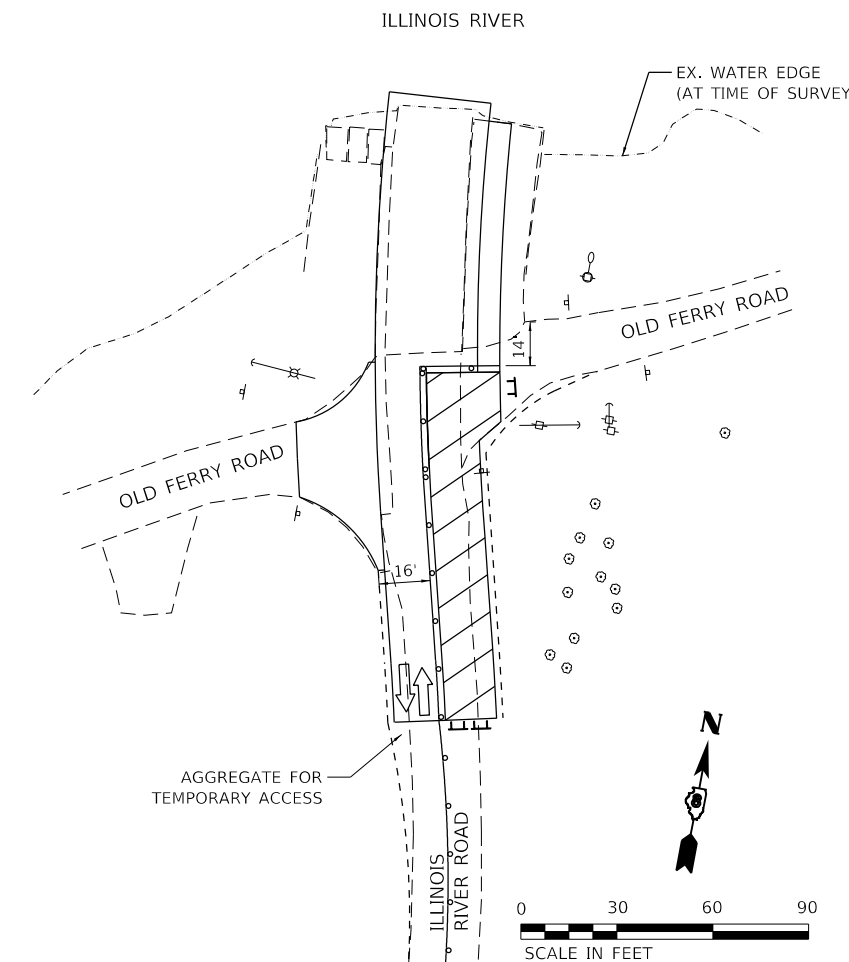 ILLINOIS RIVER
EX. WATER EDGE
(AT TIME OF SURVEY
OLD FERRY ROAD
14'
OLD FERRY ROAD
16'
N
8
AGGREGATE FOR
TEMPORARY ACCESS
ILLINOIS
RIVER ROAD
0 30 60 90
SCALE IN FEET